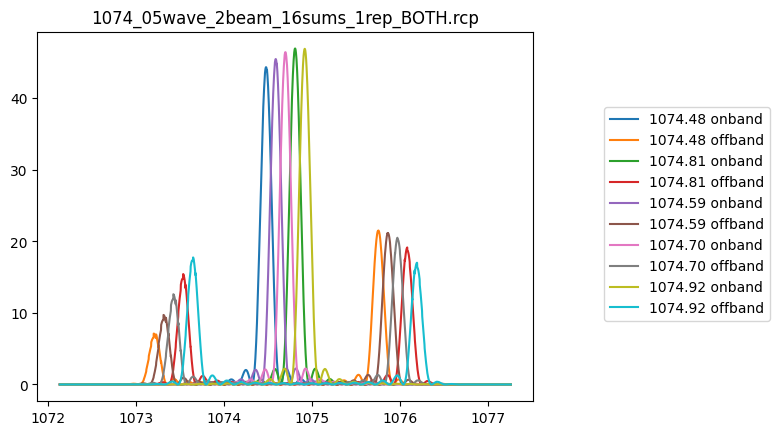 1074_05wave_2beam_16sums_1rep_BOTH.rcp
40
30
20
10
0
1072
1073
1074
1075
1076
1077
1074.48 onband
1074.48 offband
1074.81 onband
1074.81 offband
1074.59 onband
1074.59 offband
1074.70 onband
1074.70 offband
1074.92 onband
1074.92 offband